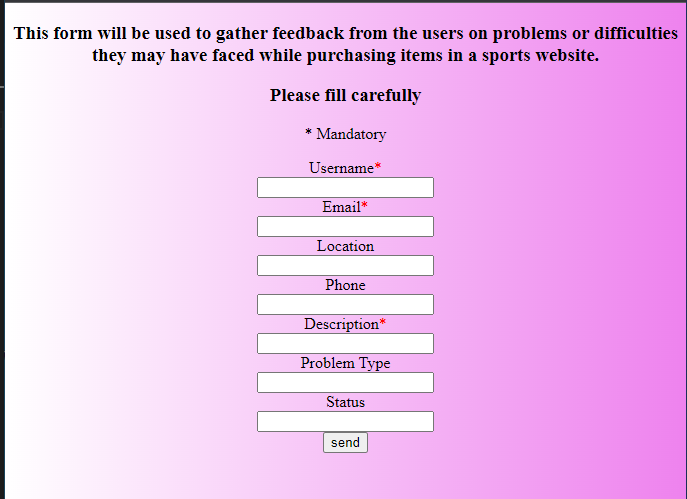 This form will be used to gather feedback from the users on problems or difficulties
they may have faced while purchasing items in a sports website.
Please fill carefully
* Mandatory
Username*
Email*
Location
Phone
Description*
Problem Type
Status
send